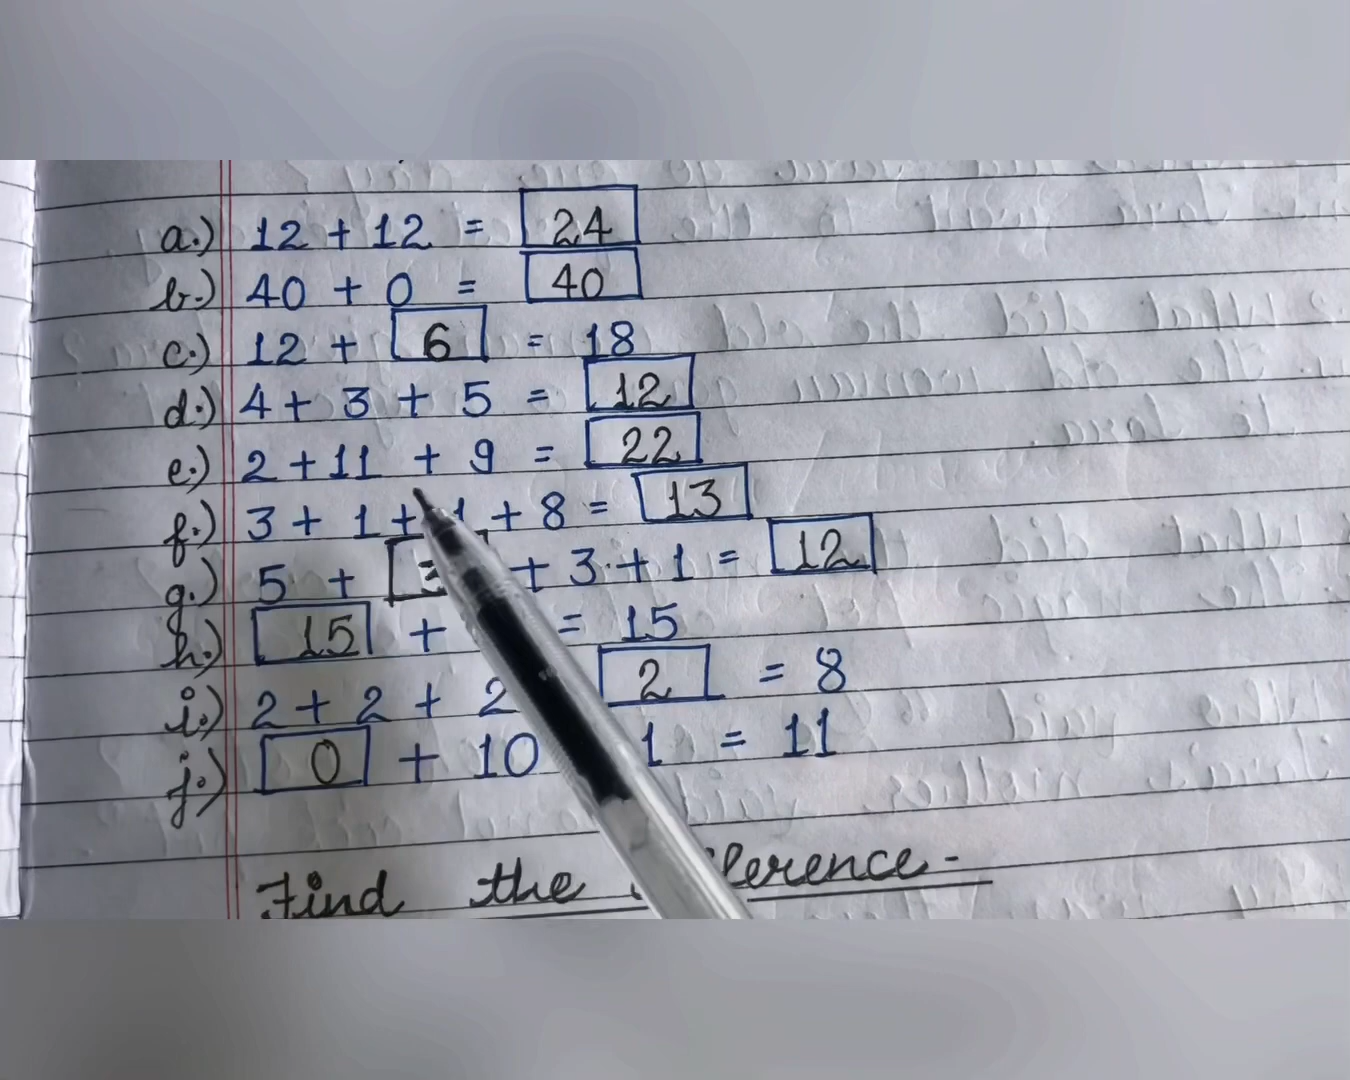 a.) 12 + 12 = 24
b.) 40 + 0 = 40
c.) 12 + 6 = 18
d.) 4 + 3 + 5 = 12
e.) 2 + 11 + 9 = 22
f.) 3 + 1 + 1 + 8 = 13
g.) 5 + 3 + 3 + 1 = 12
h.) 15 + = 15
i.) 2 + 2 + 2 2 = 8
j.) 0 + 10 1 = 11
Find the